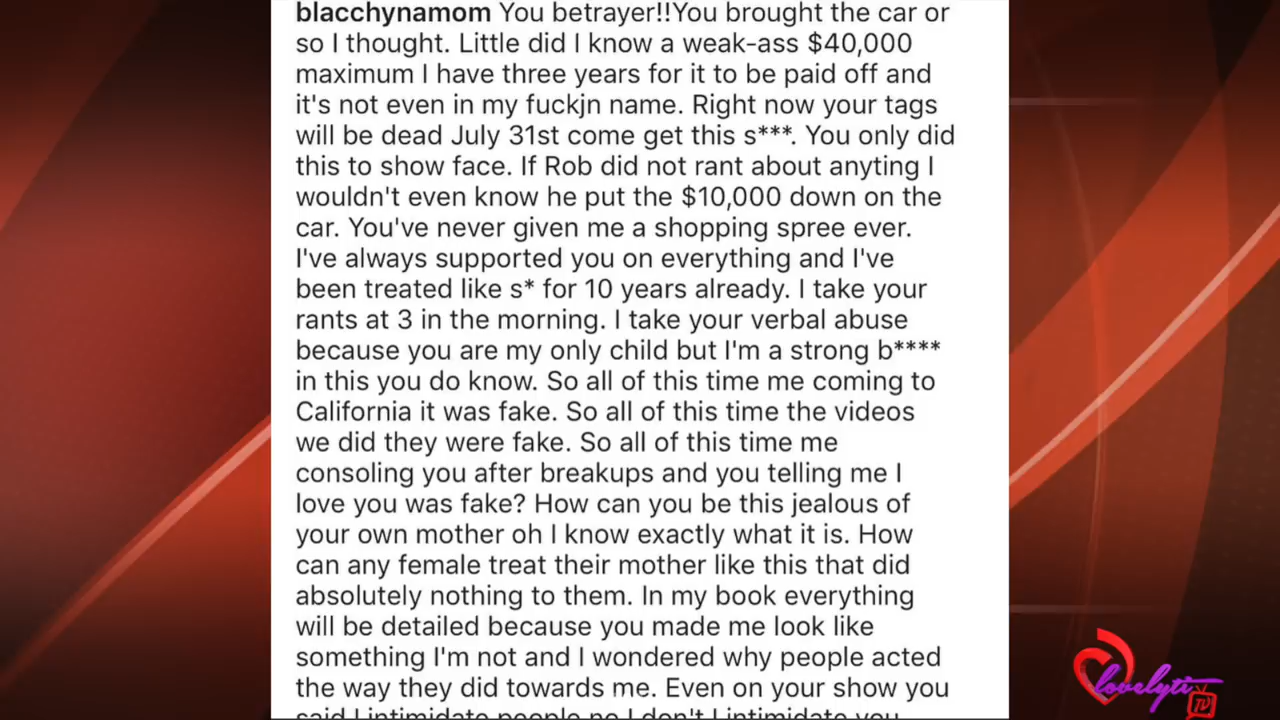 blacchynamom You betrayer!!You brought the car or
so I thought. Little did I know a weak-ass $40,000
maximum I have three years for it to be paid off and
it's not even in my fuckjn name. Right now your tags
will be dead July 31st come get this s***. You only did
this to show face. If Rob did not rant about anyting I
wouldn't even know he put the $10,000 down on the
car. You've never given me a shopping spree ever.
I've always supported you on everything and I've
been treated like s* for 10 years already. I take your
rants at 3 in the morning. I take your verbal abuse
because you are my only child but I'm a strong b****
in this you do know. So all of this time me coming to
California it was fake. So all of this time the videos
we did they were fake. So all of this time me
consoling you after breakups and you telling me I
love you was fake? How can you be this jealous of
your own mother oh I know exactly what it is. How
can any female treat their mother like this that did
absolutely nothing to them. In my book everything
will be detailed because you made me look like
something I'm not and I wondered why people acted
the way they did towards me. Even on your show you
said I intimidate people no I don't I intimidate you
lovelyti
TV